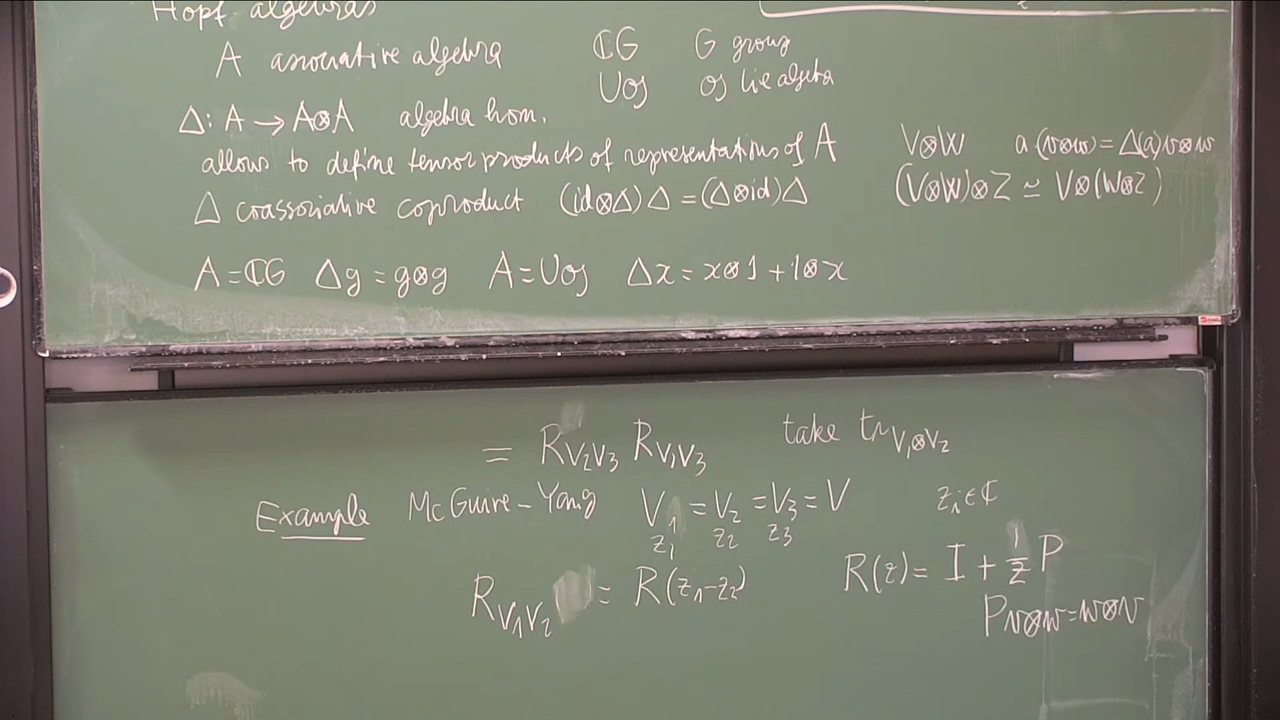 Hopf algebras
A associative algebra ℂG G group
U𝔤 𝔤 Lie algebra
Δ: A → A⊗A algebra hom.
allows to define tensor products of representations of A V⊗W a(v⊗w) = Δ(a)v⊗w
Δ coassociative coproduct (id⊗Δ)Δ = (Δ⊗id)Δ (V⊗W)⊗Z ≃ V⊗(W⊗Z)
A = ℂG Δg = g⊗g A = U𝔤 Δx = x⊗1 + 1⊗x
= R_{V₂V₃} R_{V₁V₃} take tr_{V₁⊗V₂}
Example McGuire–Yang V₁ = V₂ = V₃ = V z_i ∈ ℂ
z₁ z₂ z₃
R_{V₁V₂} = R(z₁-z₂) R(z) = I + 1/z P
P v⊗w = w⊗v